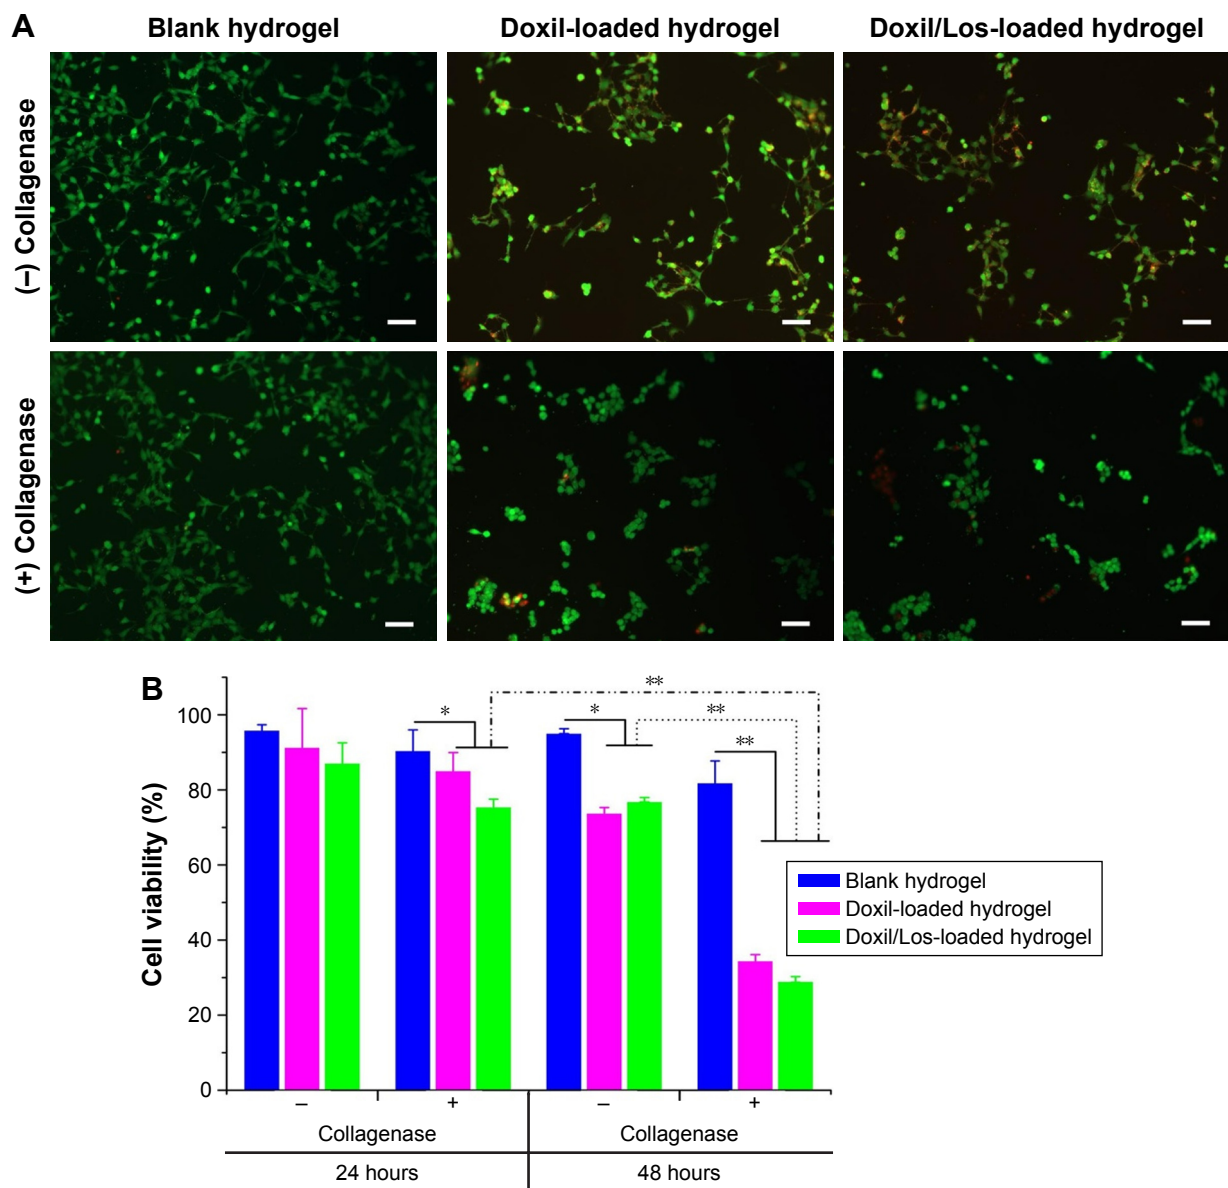 A
Blank hydrogel
Doxil-loaded hydrogel
Doxil/Los-loaded hydrogel
(–) Collagenase
(+) Collagenase
B
Cell viability (%)
100
80
60
40
20
0
*
*
**
**
**
Blank hydrogel
Doxil-loaded hydrogel
Doxil/Los-loaded hydrogel
– + – +
Collagenase Collagenase
24 hours 48 hours